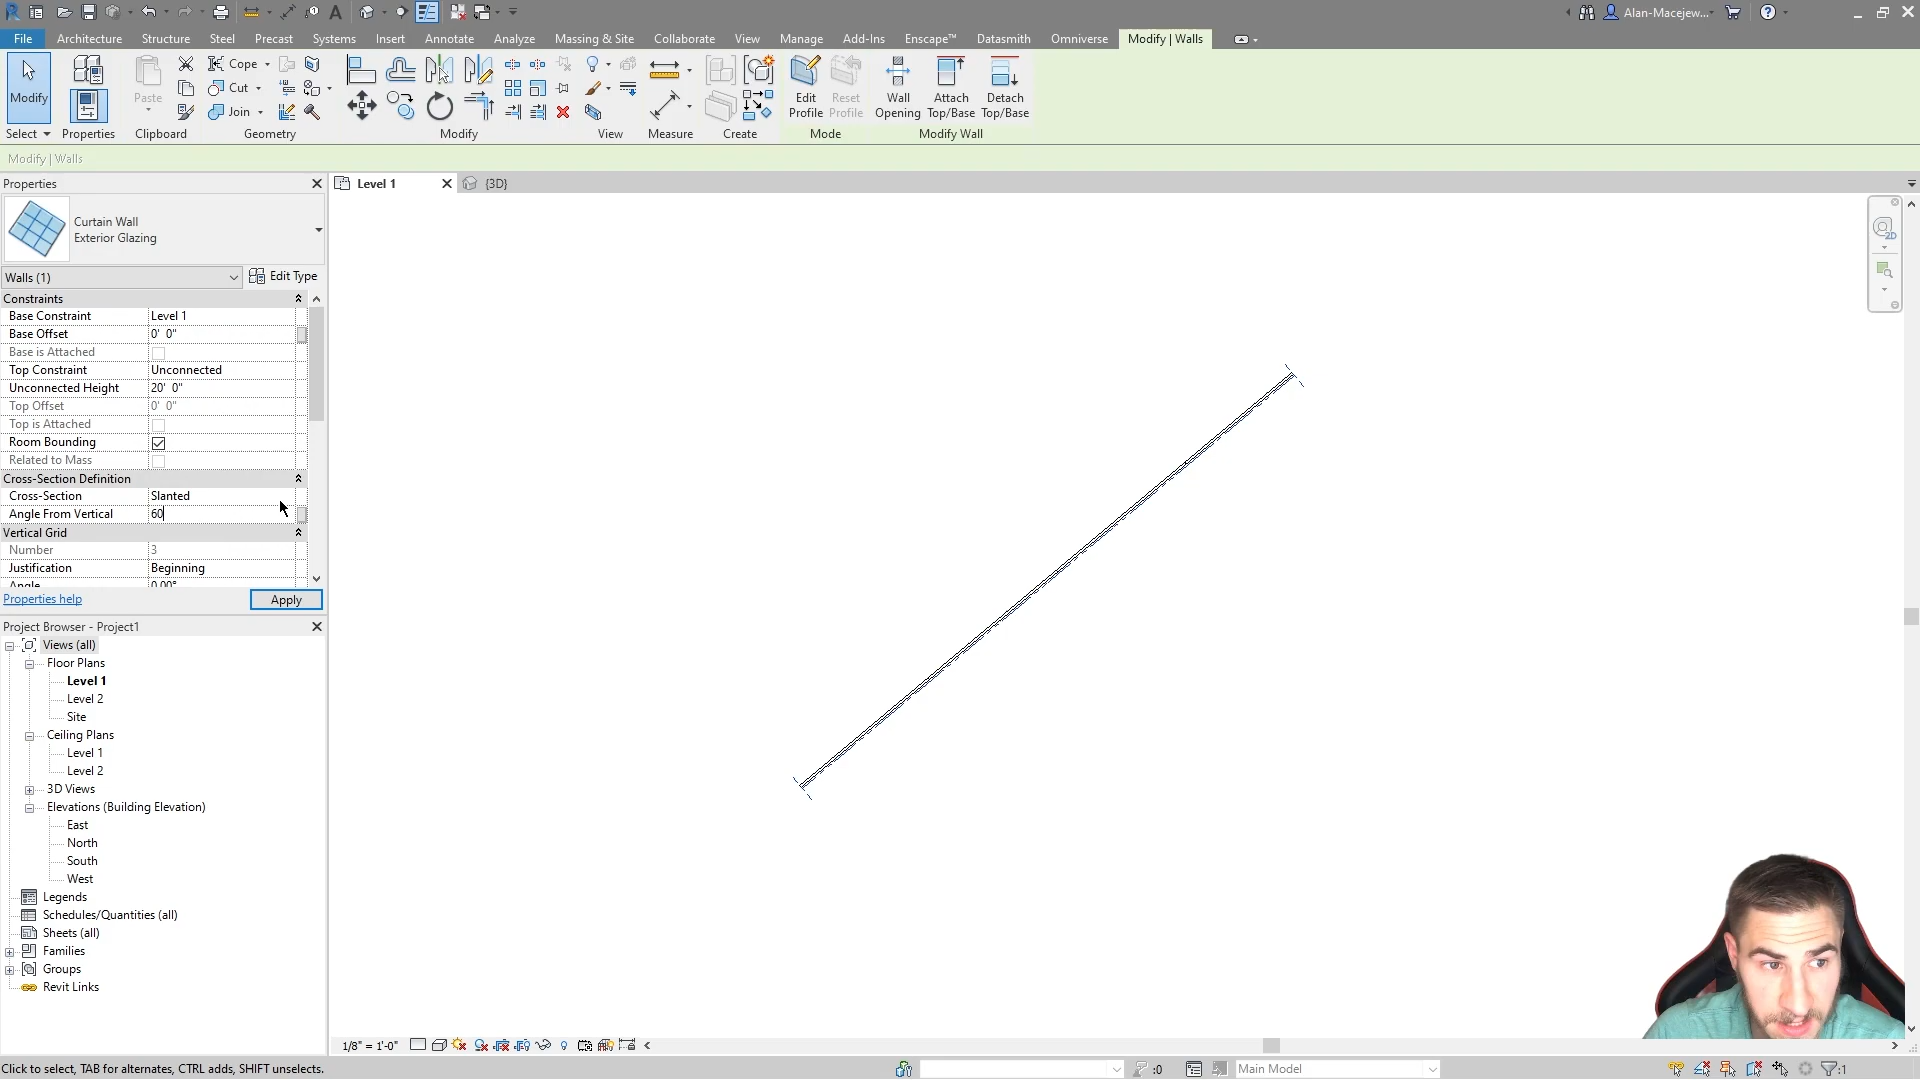 Alan-Macejew...
File Architecture Structure Steel Precast Systems Insert Annotate Analyze Massing & Site Collaborate View Manage Add-Ins Enscape™ Datasmith Omniverse Modify | Walls
Modify
Select
Properties
Paste
Clipboard
Cope
Cut
Join
Geometry
Modify
View
Measure
Create
Edit Profile
Reset Profile
Mode
Wall Opening
Attach Top/Base
Detach Top/Base
Modify Wall
Modify | Walls
Properties
Level 1
{3D}
Curtain Wall
Exterior Glazing
Walls (1)
Edit Type
Constraints
Base Constraint Level 1
Base Offset 0' 0"
Base is Attached
Top Constraint Unconnected
Unconnected Height 20' 0"
Top Offset 0' 0"
Top is Attached
Room Bounding
Related to Mass
Cross-Section Definition
Cross-Section Slanted
Angle From Vertical 60
Vertical Grid
Number 3
Justification Beginning
Angle 0.00°
Properties help
Apply
Project Browser - Project1
Views (all)
Floor Plans
Level 1
Level 2
Site
Ceiling Plans
Level 1
Level 2
3D Views
Elevations (Building Elevation)
East
North
South
West
Legends
Schedules/Quantities (all)
Sheets (all)
Families
Groups
Revit Links
2D
1/8" = 1'-0"
Click to select, TAB for alternates, CTRL adds, SHIFT unselects.
:0
Main Model
:1